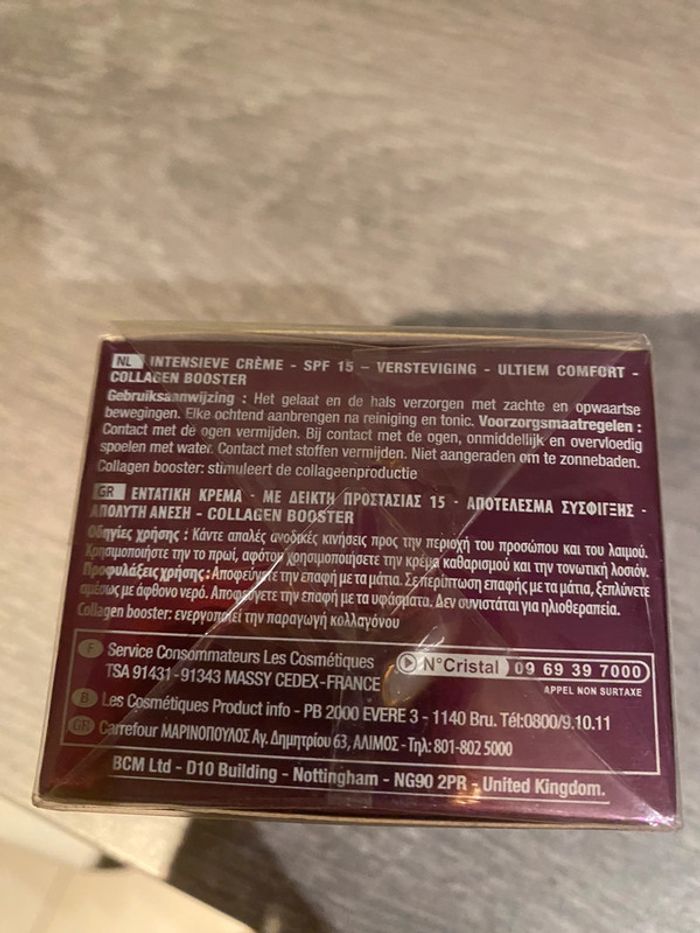 NL INTENSIEVE CRÈME - SPF 15 – VERSTEVIGING - ULTIEM COMFORT -
COLLAGEN BOOSTER
Gebruiksaanwijzing : Het gelaat en de hals verzorgen met zachte en opwaartse
bewegingen. Elke ochtend aanbrengen na reiniging en tonic. Voorzorgsmaatregelen :
Contact met de ogen vermijden. Bij contact met de ogen, onmiddellijk en overvloedig
spoelen met water. Contact met stoffen vermijden. Niet aangeraden om te zonnebaden.
Collagen booster: stimuleert de collageenproductie
GR ΕΝΤΑΤΙΚΗ ΚΡΕΜΑ - ΜΕ ΔΕΙΚΤΗ ΠΡΟΣΤΑΣΙΑΣ 15 - ΑΠΟΤΕΛΕΣΜΑ ΣΥΣΦΙΓΞΗΣ -
ΑΠΟΛΥΤΗ ΑΝΕΣΗ - COLLAGEN BOOSTER
Οδηγίες χρήσης : Κάντε απαλές ανοδικές κινήσεις προς την περιοχή του προσώπου και του λαιμού.
Χρησιμοποιήστε την το πρωί, αφότου χρησιμοποιήσετε την κρέμα καθαρισμού και την τονωτική λοσιόν.
Προφυλάξεις χρήσης : Αποφεύγετε την επαφή με τα μάτια. Σε περίπτωση επαφής με τα μάτια, ξεπλύνετε
αμέσως με άφθονο νερό. Αποφεύγετε την επαφή με τα υφάσματα. Δεν συνιστάται για ηλιοθεραπεία.
Collagen booster: ενεργοποιεί την παραγωγή κολλαγόνου
F Service Consommateurs Les Cosmétiques
TSA 91431 - 91343 MASSY CEDEX-FRANCE
N°Cristal 09 69 39 7000
APPEL NON SURTAXE
B Les Cosmétiques Product info - PB 2000 EVERE 3 - 1140 Bru. Tél:0800/9.10.11
GR Carrefour ΜΑΡΙΝΟΠΟΥΛΟΣ Αγ. Δημητρίου 63, ΑΛΙΜΟΣ - Τηλ: 801-802 5000
BCM Ltd - D10 Building - Nottingham - NG90 2PR - United Kingdom.